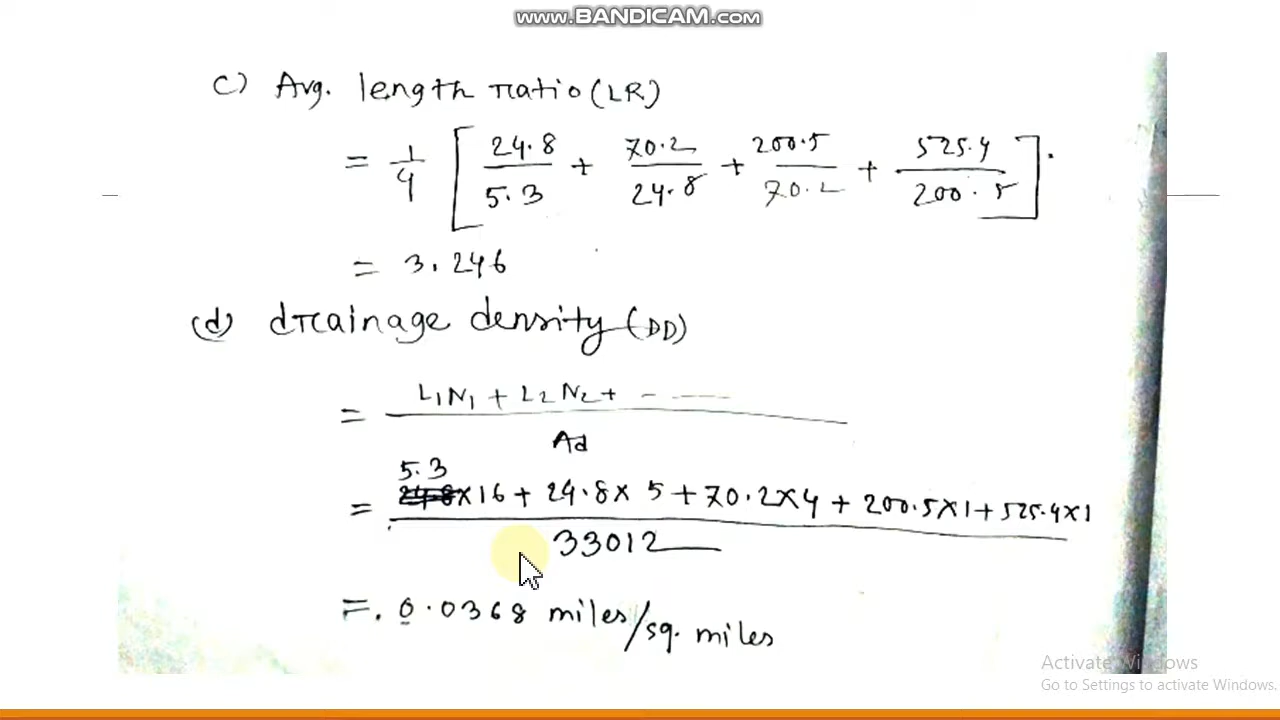 www.BANDICAM.com
c) Avg. length ratio (LR)
= 1/4 [ 24.8/5.3 + 70.2/24.8 + 200.5/70.2 + 525.4/200.5 ].
= 3.246
(d) drainage density (DD)
= L1N1 + L2N2 + - ---- / Ad
= 5.3 x 16 + 24.8 x 5 + 70.2 x 4 + 200.5 x 1 + 525.4 x 1 / 33012
=. 0.0368 miles/sq. miles
Activate Windows
Go to Settings to activate Windows.